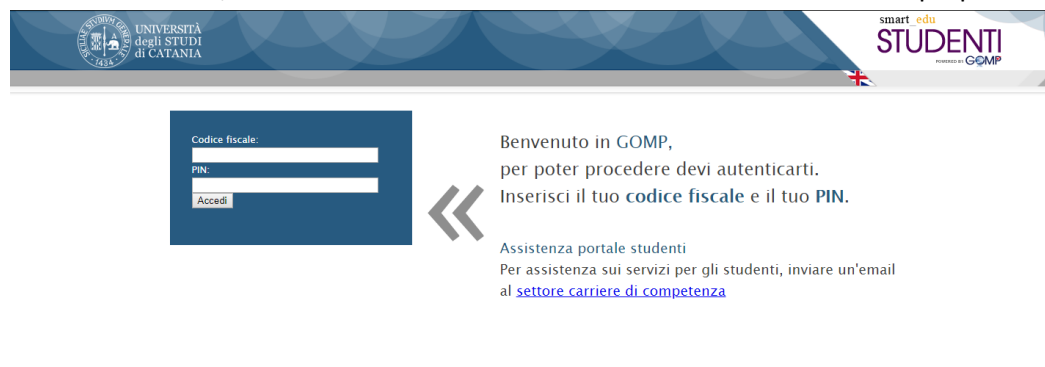 UNIVERSITÀ
degli STUDI
di CATANIA
1434
smart_edu
STUDENTI
POWERED BY GOMP
Codice fiscale:
PIN:
Accedi
Benvenuto in GOMP,
per poter procedere devi autenticarti.
Inserisci il tuo codice fiscale e il tuo PIN.
Assistenza portale studenti
Per assistenza sui servizi per gli studenti, inviare un'email
al settore carriere di competenza